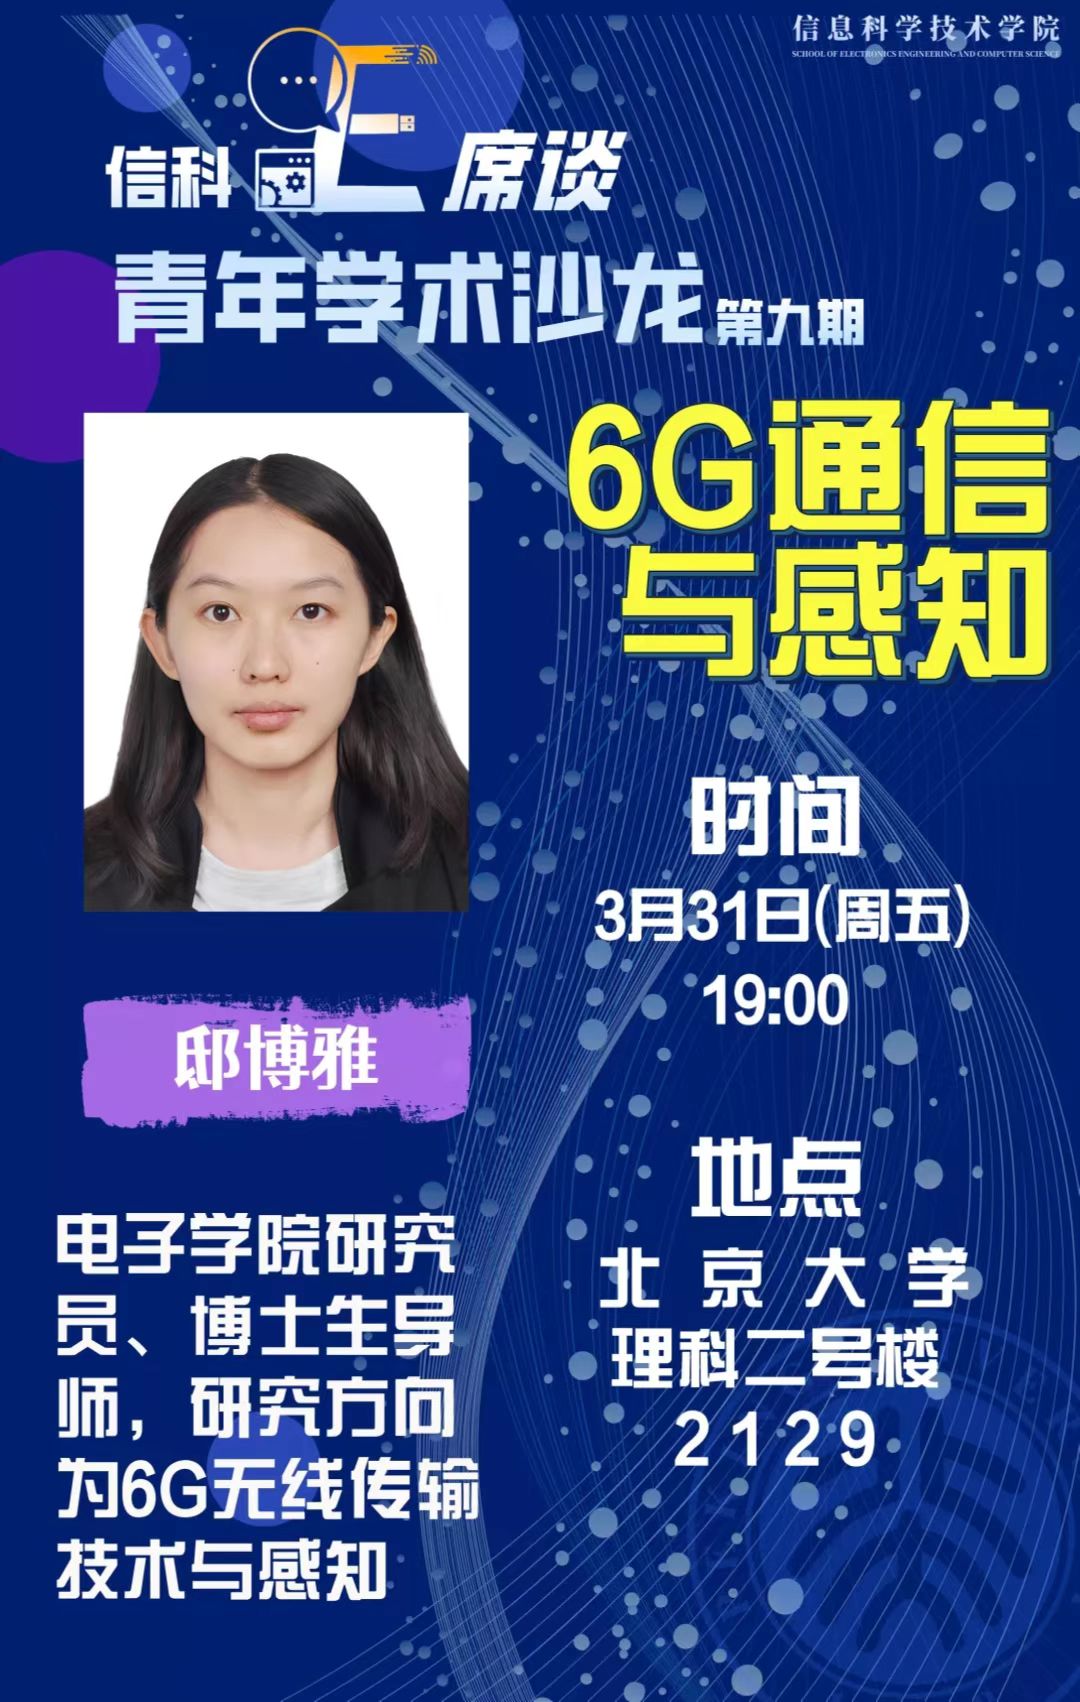 信息科学技术学院
SCHOOL OF ELECTRONICS ENGINEERING AND COMPUTER SCIENCE
信科E席谈
青年学术沙龙第九期
6G通信
与感知
时间
3月31日(周五)
19:00
邸博雅
地点
北京大学
理科二号楼
2129
电子学院研究
员、博士生导
师，研究方向
为6G无线传输
技术与感知